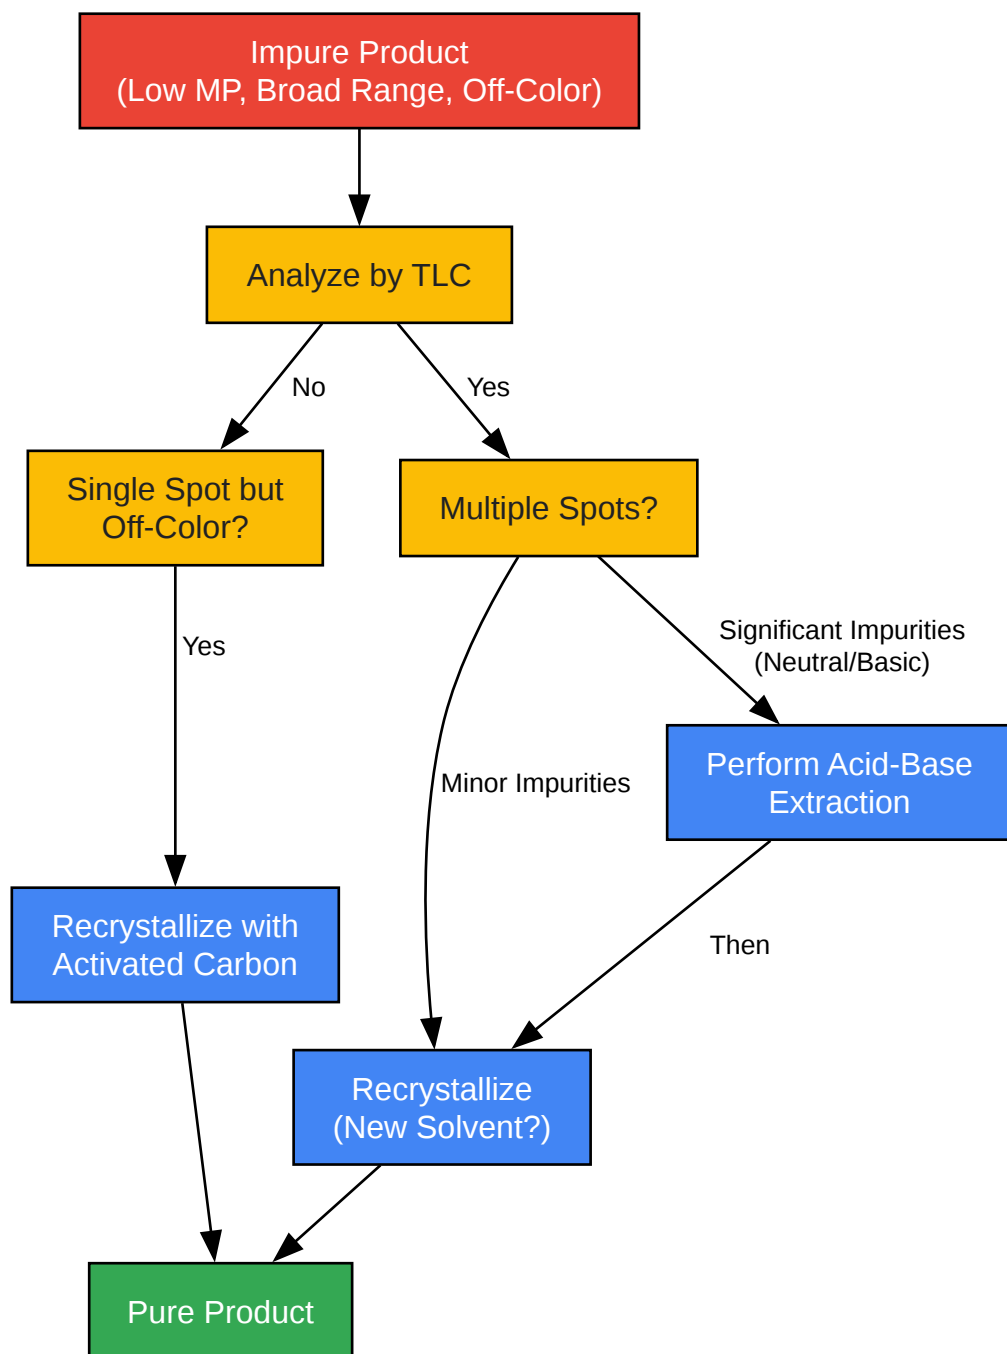 Impure Product
(Low MP, Broad Range, Off-Color)
Analyze by TLC
No
Yes
Single Spot but
Off-Color?
Multiple Spots?
Yes
Significant Impurities
(Neutral/Basic)
Minor Impurities
Perform Acid-Base
Extraction
Recrystallize with
Activated Carbon
Then
Recrystallize
(New Solvent?)
Pure Product